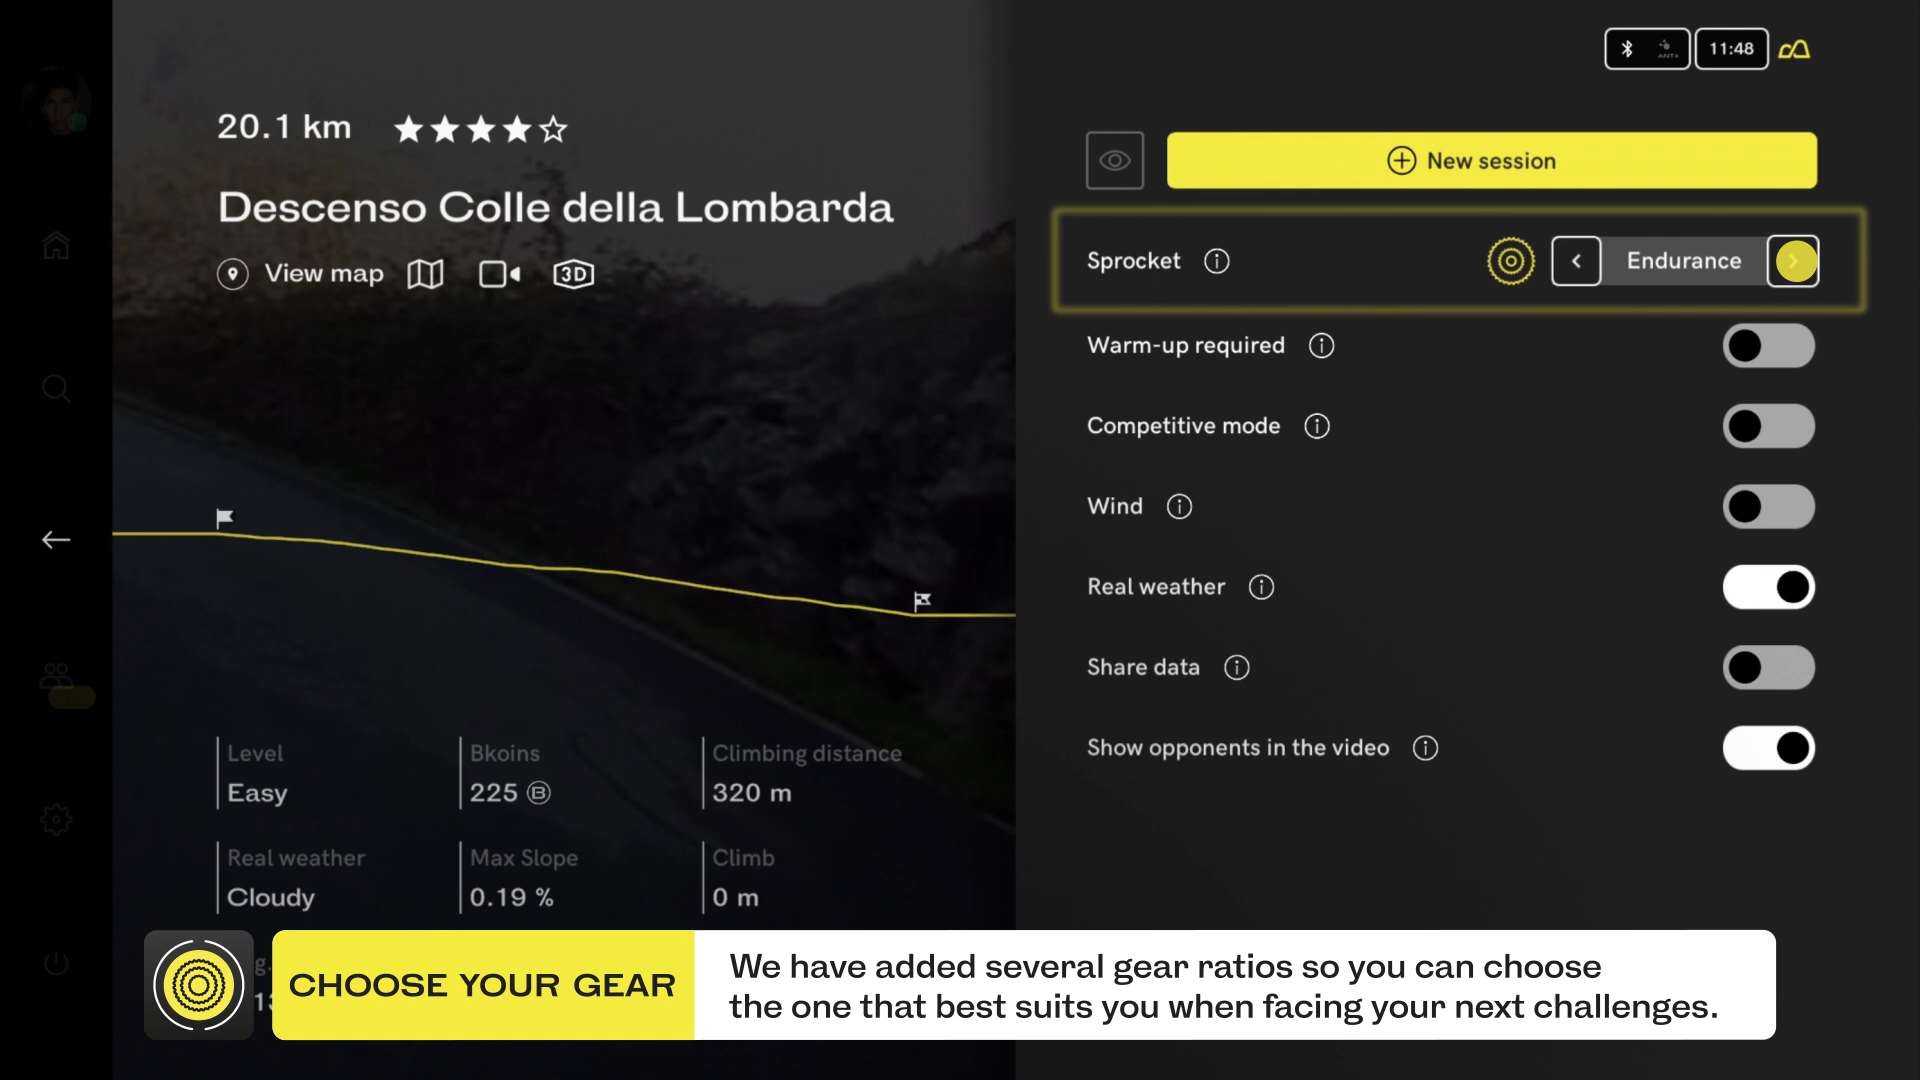 ANT+
11:48
20.1 km
Descenso Colle della Lombarda
View map
3D
New session
Sprocket
Endurance
Warm-up required
Competitive mode
Wind
Real weather
Share data
Show opponents in the video
Level
Easy
Bkoins
225 B
Climbing distance
320 m
Real weather
Cloudy
Max Slope
0.19 %
Climb
0 m
CHOOSE YOUR GEAR
We have added several gear ratios so you can choose
the one that best suits you when facing your next challenges.